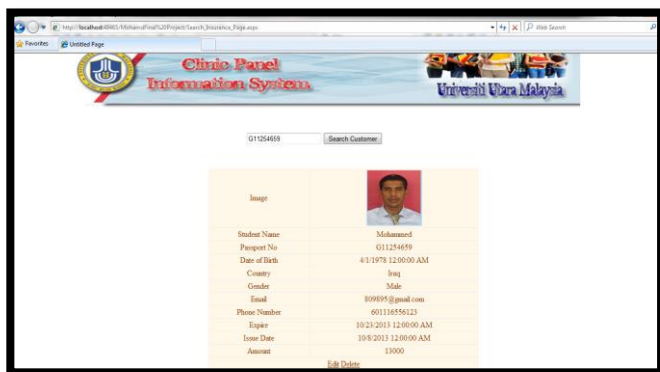 http://localhost:49461/MohamdFinal%20Project/Search_Insurance_Page.aspx
Web Search
Favorites
Untitled Page
Clinic Panel
Information System
Universiti Utara Malaysia
G11254659
Search Customer
Image
Student Name Mohammed
Passport No G11254659
Date of Birth 4/1/1978 12:00:00 AM
Country Iraq
Gender Male
Email 809895@gmail.com
Phone Number 601116556123
Expire 10/23/2013 12:00:00 AM
Issue Date 10/8/2013 12:00:00 AM
Amount 13000
Edit Delete